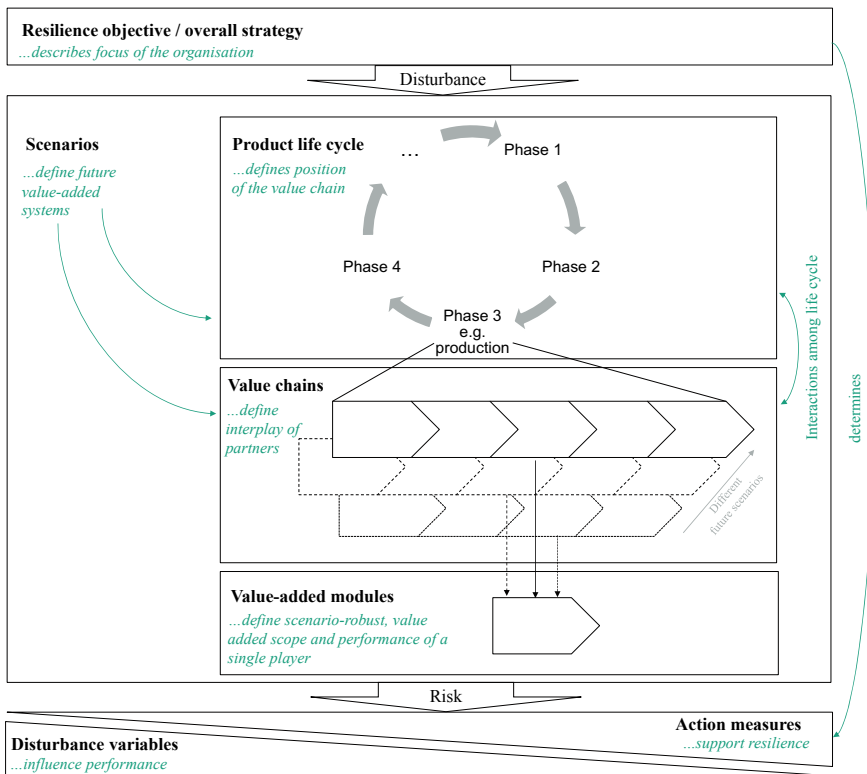 Resilience objective / overall strategy
...describes focus of the organisation
Disturbance
Scenarios
...define future
value-added
systems
Product life cycle
...defines position
of the value chain
...
Phase 1
Phase 2
Phase 3
e.g.
production
Phase 4
Value chains
...define
interplay of
partners
Different
future scenarios
Value-added modules
...define scenario-robust, value
added scope and performance of a
single player
Interactions among life cycle
determines
Risk
Action measures
...support resilience
Disturbance variables
...influence performance